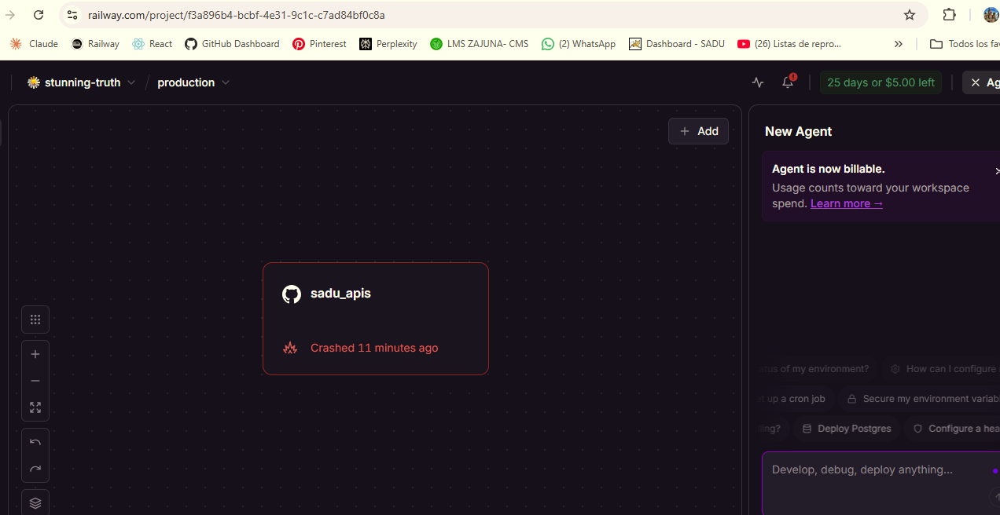 railway.com/project/f3a896b4-bcbf-4e31-9c1c-c7ad84bf0c8a
Claude Railway React GitHub Dashboard Pinterest Perplexity LMS ZAJUNA- CMS (2) WhatsApp Dashboard - SADU (26) Listas de repro... » Todos los fav
stunning-truth / production 25 days or $5.00 left Ag
+ Add
New Agent
Agent is now billable.
Usage counts toward your workspace
spend. Learn more →
sadu_apis
Crashed 11 minutes ago
of my environment? How can I configure
up a cron job Secure my environment variab
Deploy Postgres Configure a hea
Develop, debug, deploy anything...